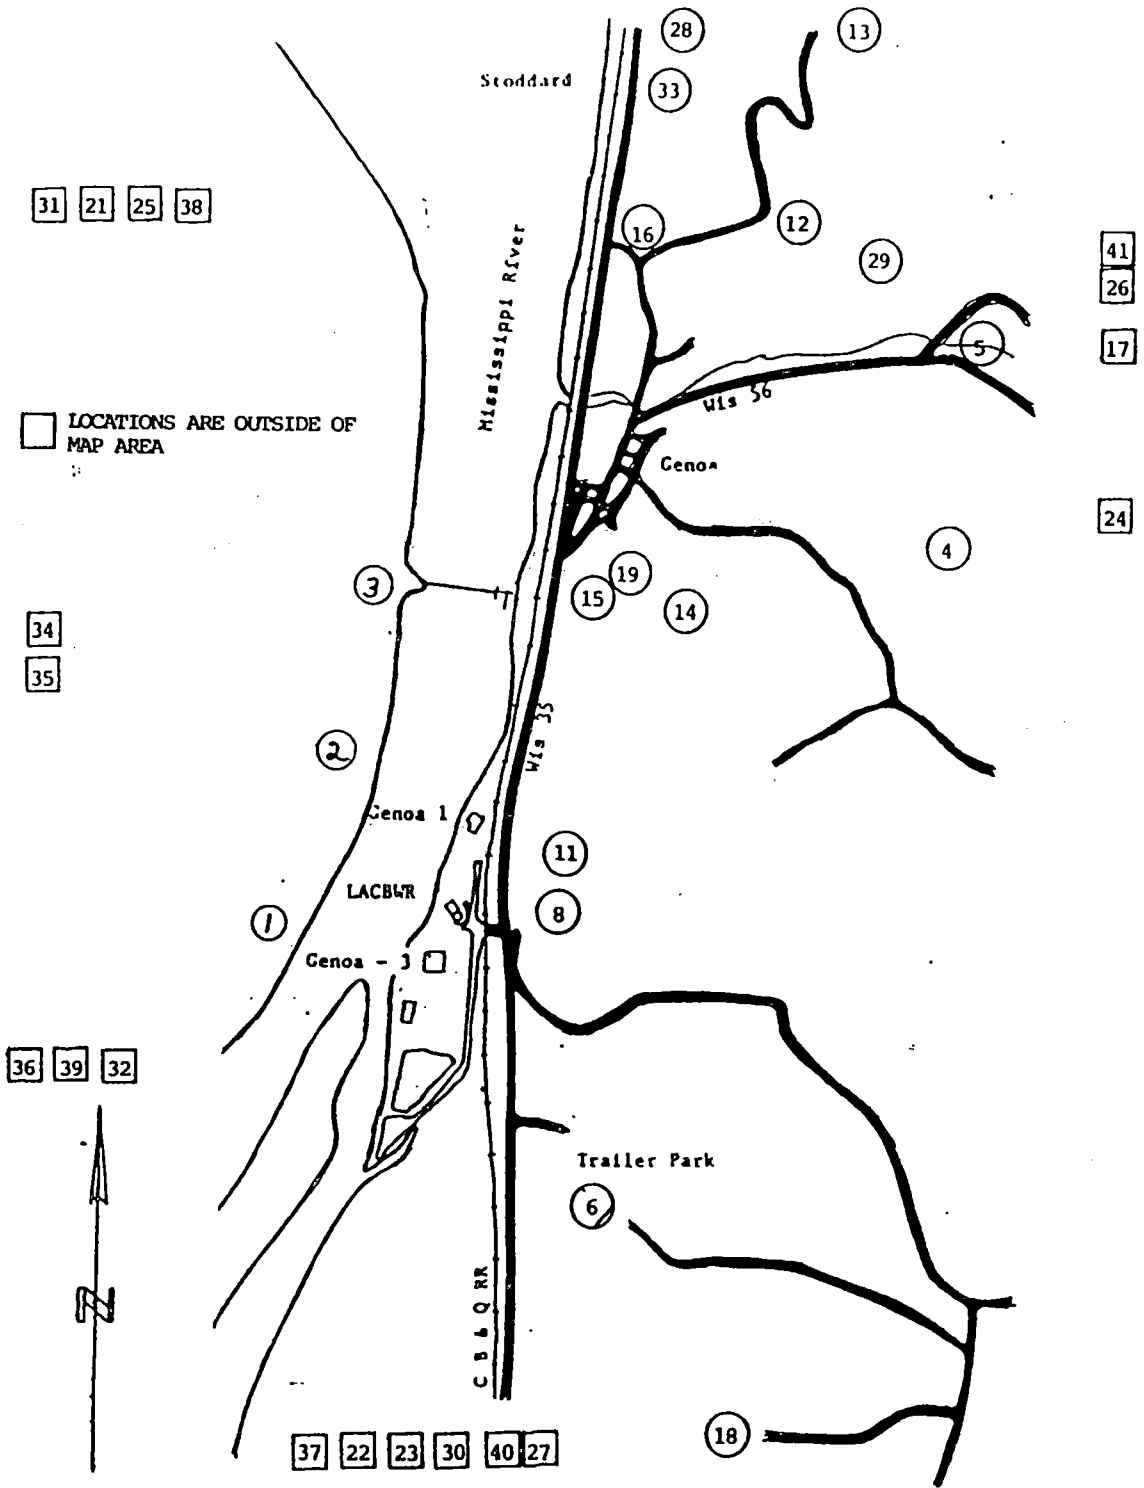 28
13
Stoddard
33
31 21 25 38
16
12
Mississippi River
29
41
26
5
17
Wis 56
LOCATIONS ARE OUTSIDE OF
MAP AREA
Genoa
24
4
3
19
15
14
34
35
Wis 35
2
Genoa 1
11
LACBWR
8
1
Genoa - 3
36 39 32
Trailer Park
6
N
C B & Q RR
18
37 22 23 30 40 27